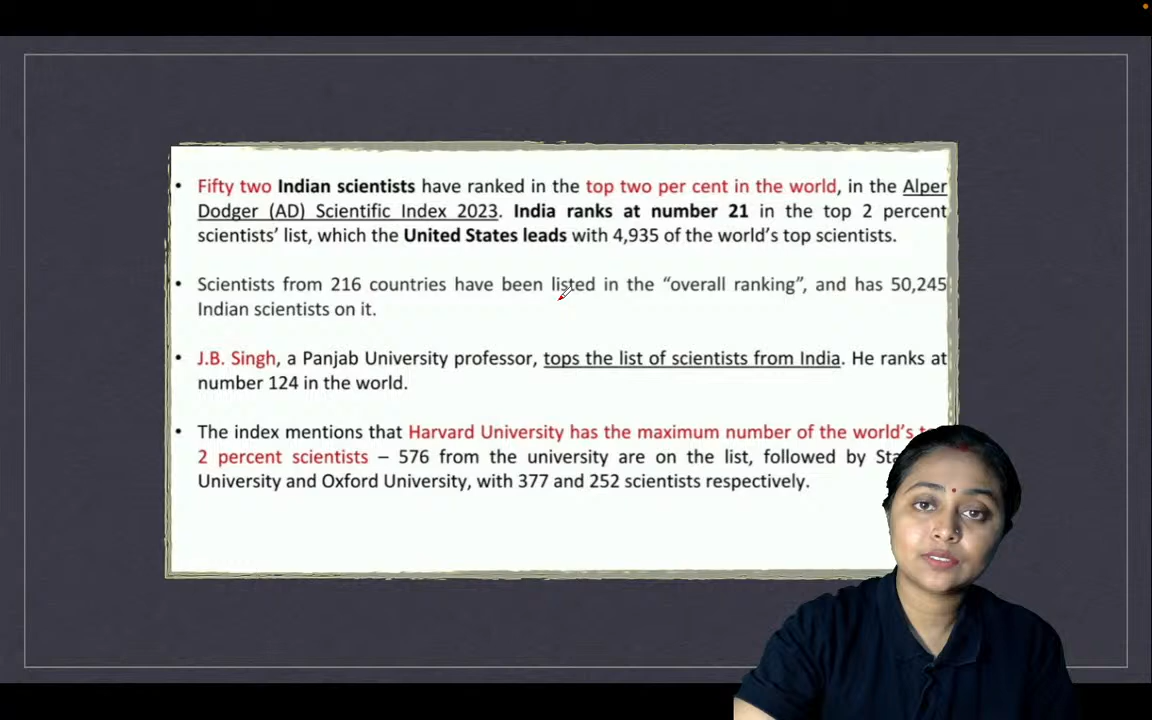 • Fifty two Indian scientists have ranked in the top two per cent in the world, in the Alper
Dodger (AD) Scientific Index 2023. India ranks at number 21 in the top 2 percent
scientists' list, which the United States leads with 4,935 of the world's top scientists.
• Scientists from 216 countries have been listed in the “overall ranking”, and has 50,245
Indian scientists on it.
• J.B. Singh, a Panjab University professor, tops the list of scientists from India. He ranks at
number 124 in the world.
• The index mentions that Harvard University has the maximum number of the world's
2 percent scientists – 576 from the university are on the list, followed by
University and Oxford University, with 377 and 252 scientists respectively.